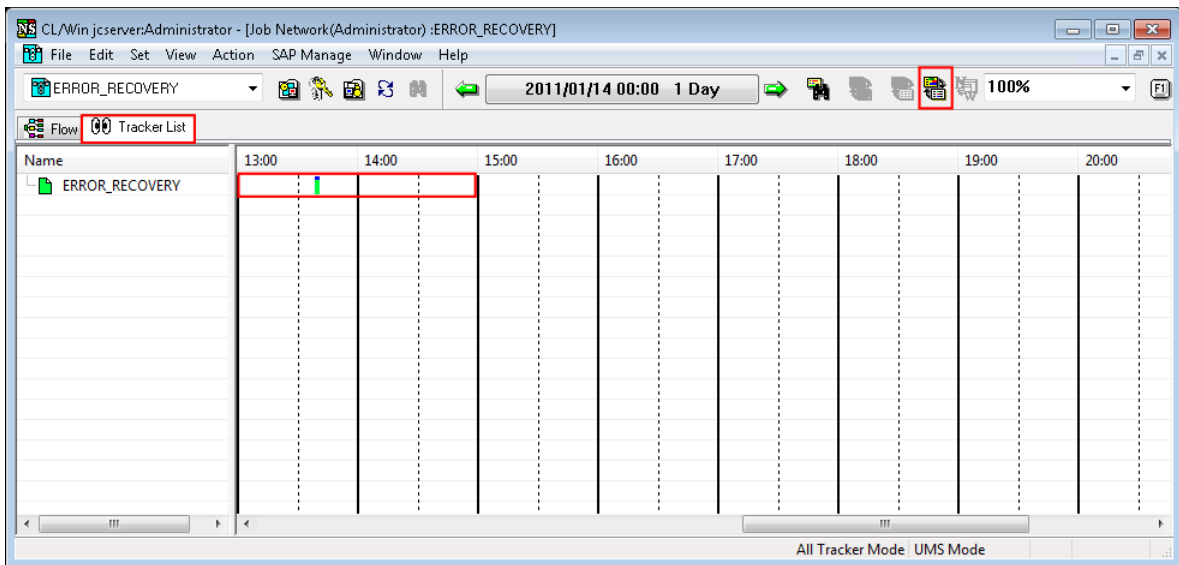 CL/Win jcserver:Administrator - [Job Network(Administrator) :ERROR_RECOVERY]
File Edit Set View Action SAP Manage Window Help
ERROR_RECOVERY 2011/01/14 00:00 1 Day 100% F1
Flow Tracker List
Name 13:00 14:00 15:00 16:00 17:00 18:00 19:00 20:00
ERROR_RECOVERY
All Tracker Mode UMS Mode